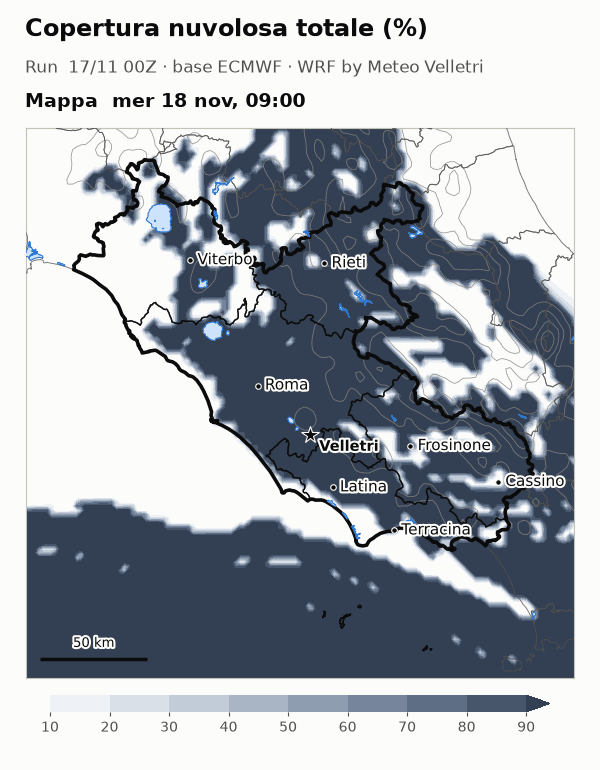 Copertura nuvolosa totale (%)
Run  17/11 00Z · base ECMWF · WRF by Meteo Velletri
Mappa  mer 18 nov, 09:00
Viterbo
Rieti
Roma
Velletri
Frosinone
Latina
Cassino
Terracina
50 km
10 20 30 40 50 60 70 80 90